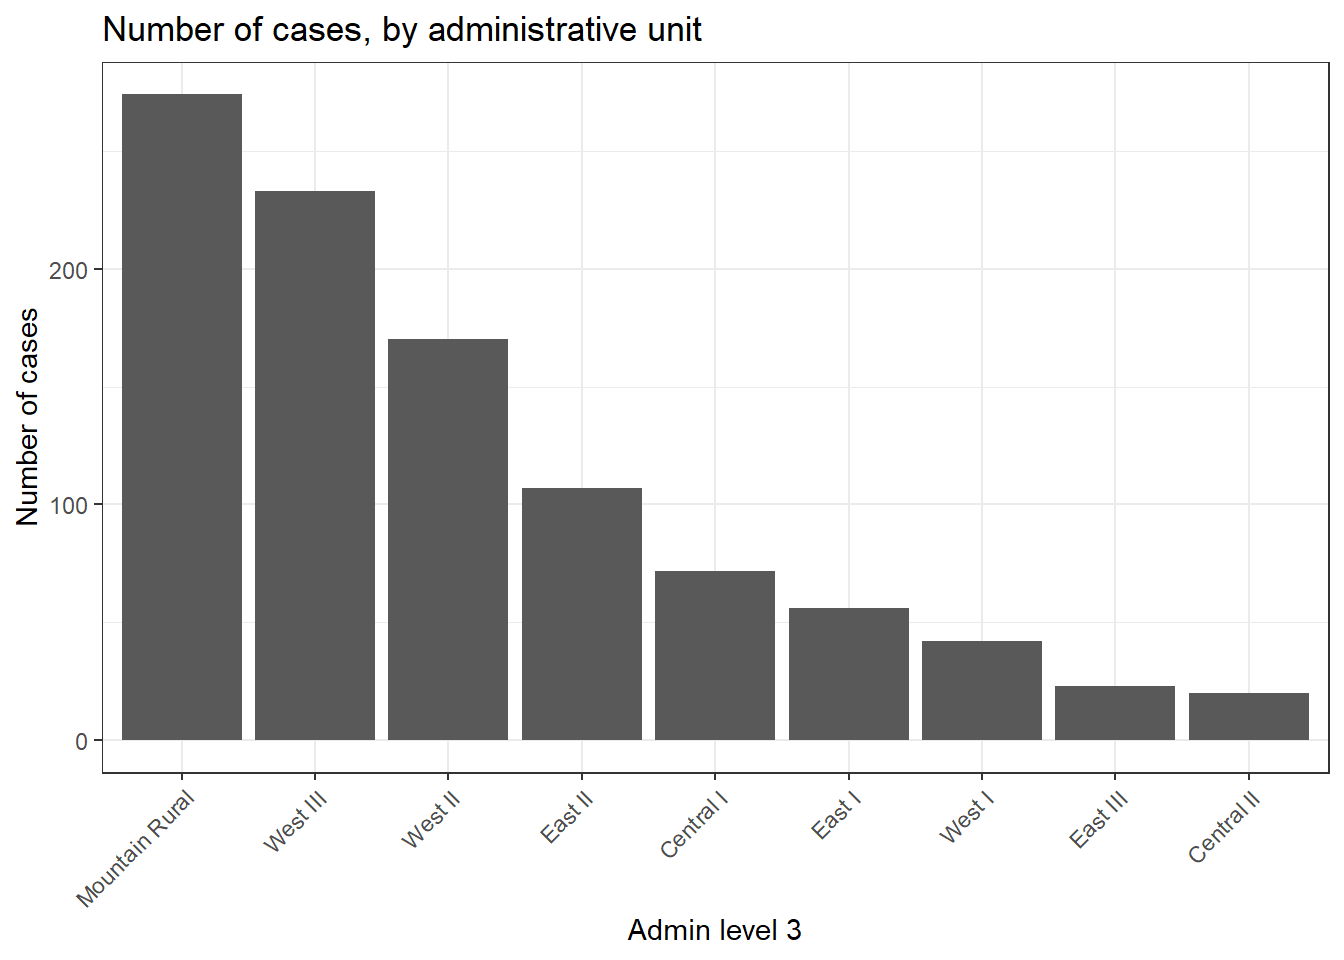 Number of cases, by administrative unit
Number of cases
200
100
0
Mountain Rural
West III
West II
East II
Central I
East I
West I
East III
Central II
Admin level 3